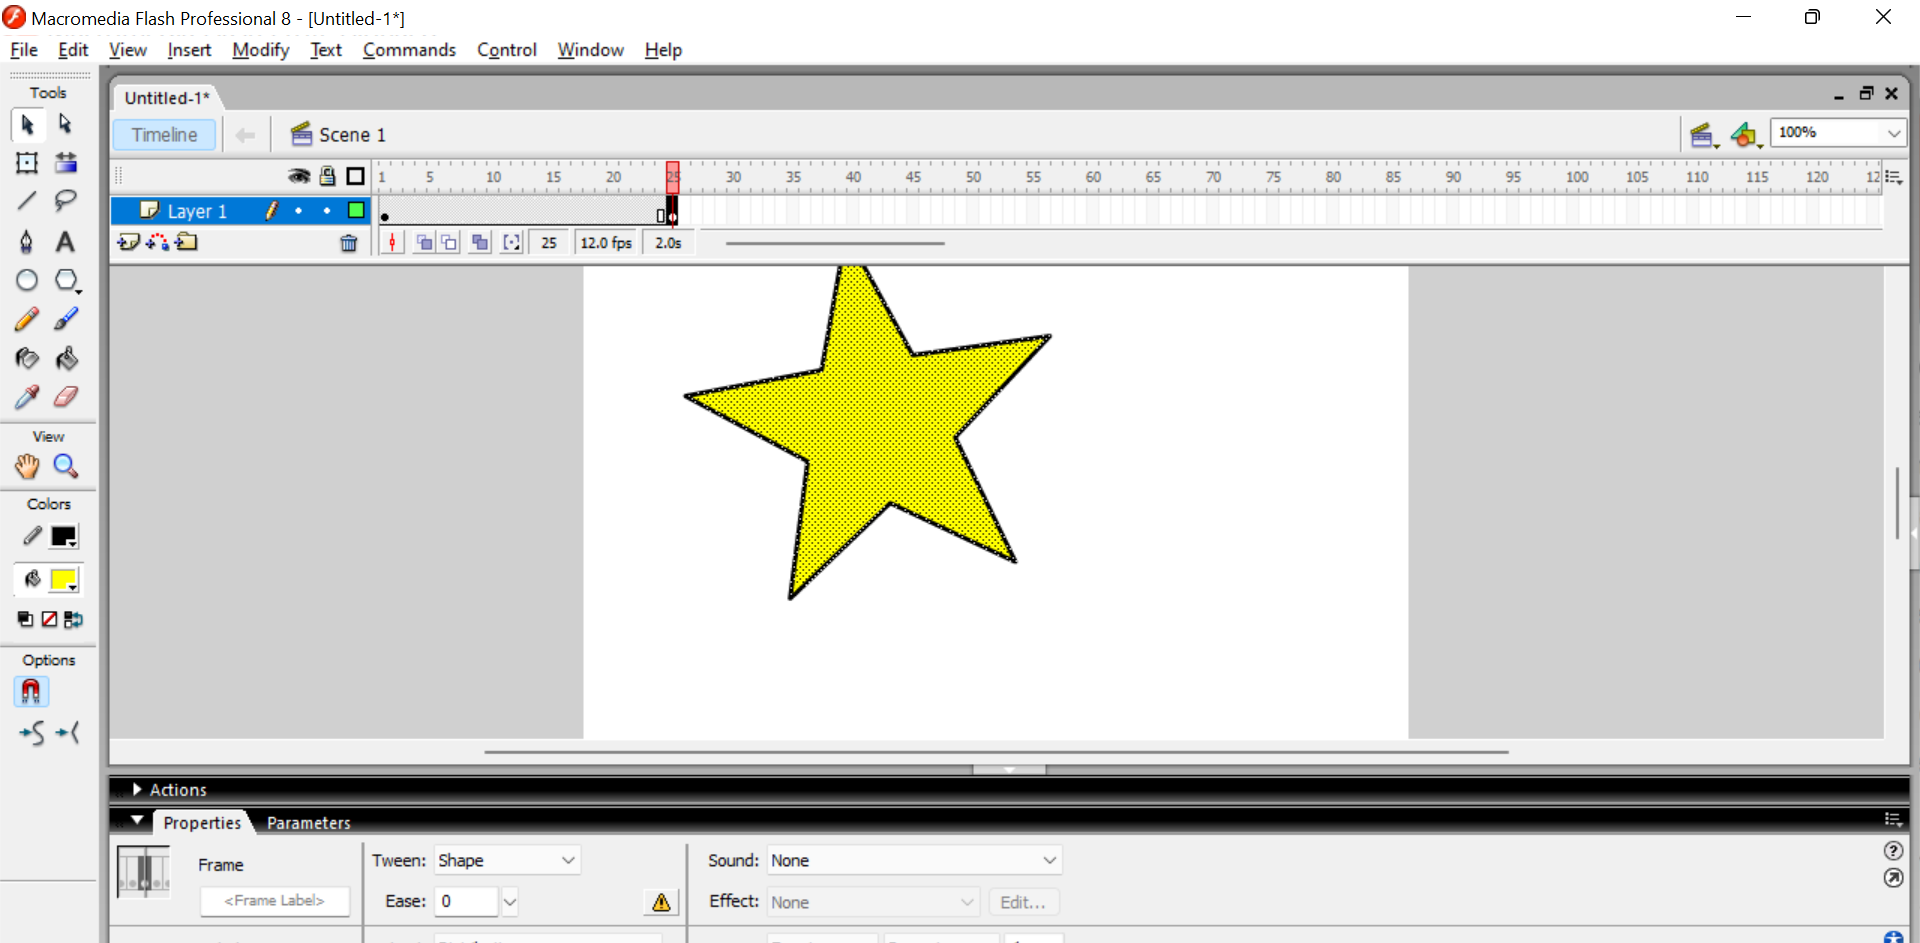 Macromedia Flash Professional 8 - [Untitled-1*]
File Edit View Insert Modify Text Commands Control Window Help
Tools
Untitled-1*
Timeline Scene 1 100%
1 5 10 15 20 25 30 35 40 45 50 55 60 65 70 75 80 85 90 95 100 105 110 115 120 12
Layer 1
25 12.0 fps 2.0s
View
Colors
Options
Actions
Properties Parameters
Frame Tween: Shape Sound: None
<Frame Label> Ease: 0 Effect: None Edit...